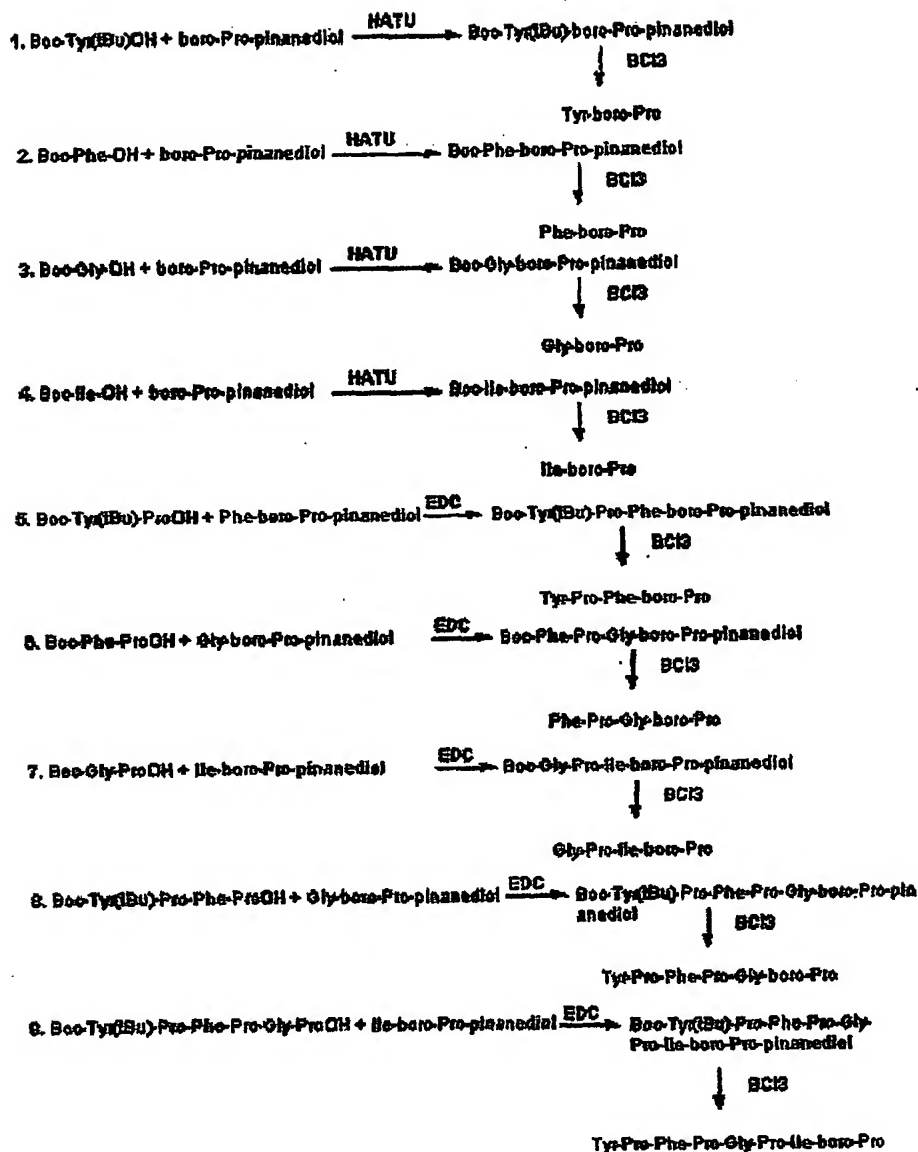 HATU
1. Boc-Tyr(tBu)OH + boro-Pro-pinanediol Boc-Tyr(tBu)-boro-Pro-pinanediol
BCl3
Tyr-boro-Pro
HATU
2. Boc-Phe-OH + boro-Pro-pinanediol Boc-Phe-boro-Pro-pinanediol
BCl3
Phe-boro-Pro
HATU
3. Boc-Gly-OH + boro-Pro-pinanediol Boc-Gly-boro-Pro-pinanediol
BCl3
Gly-boro-Pro
HATU
4. Boc-Ile-OH + boro-Pro-pinanediol Boc-Ile-boro-Pro-pinanediol
BCl3
Ile-boro-Pro
EDC
5. Boc-Tyr(tBu)-ProOH + Phe-boro-Pro-pinanediol Boc-Tyr(tBu)-Pro-Phe-boro-Pro-pinanediol
BCl3
Tyr-Pro-Phe-boro-Pro
EDC
6. Boc-Phe-ProOH + Gly-boro-Pro-pinanediol Boc-Phe-Pro-Gly-boro-Pro-pinanediol
BCl3
Phe-Pro-Gly-boro-Pro
EDC
7. Boc-Gly-ProOH + Ile-boro-Pro-pinanediol Boc-Gly-Pro-Ile-boro-Pro-pinanediol
BCl3
Gly-Pro-Ile-boro-Pro
EDC
8. Boc-Tyr(tBu)-Pro-Phe-ProOH + Gly-boro-Pro-pinanediol Boc-Tyr(tBu)-Pro-Phe-Pro-Gly-boro-Pro-pin
anediol
BCl3
Tyr-Pro-Phe-Pro-Gly-boro-Pro
EDC
9. Boc-Tyr(tBu)-Pro-Phe-Pro-Gly-ProOH + Ile-boro-Pro-pinanediol Boc-Tyr(tBu)-Pro-Phe-Pro-Gly-
Pro-Ile-boro-Pro-pinanediol
BCl3
Tyr-Pro-Phe-Pro-Gly-Pro-Ile-boro-Pro